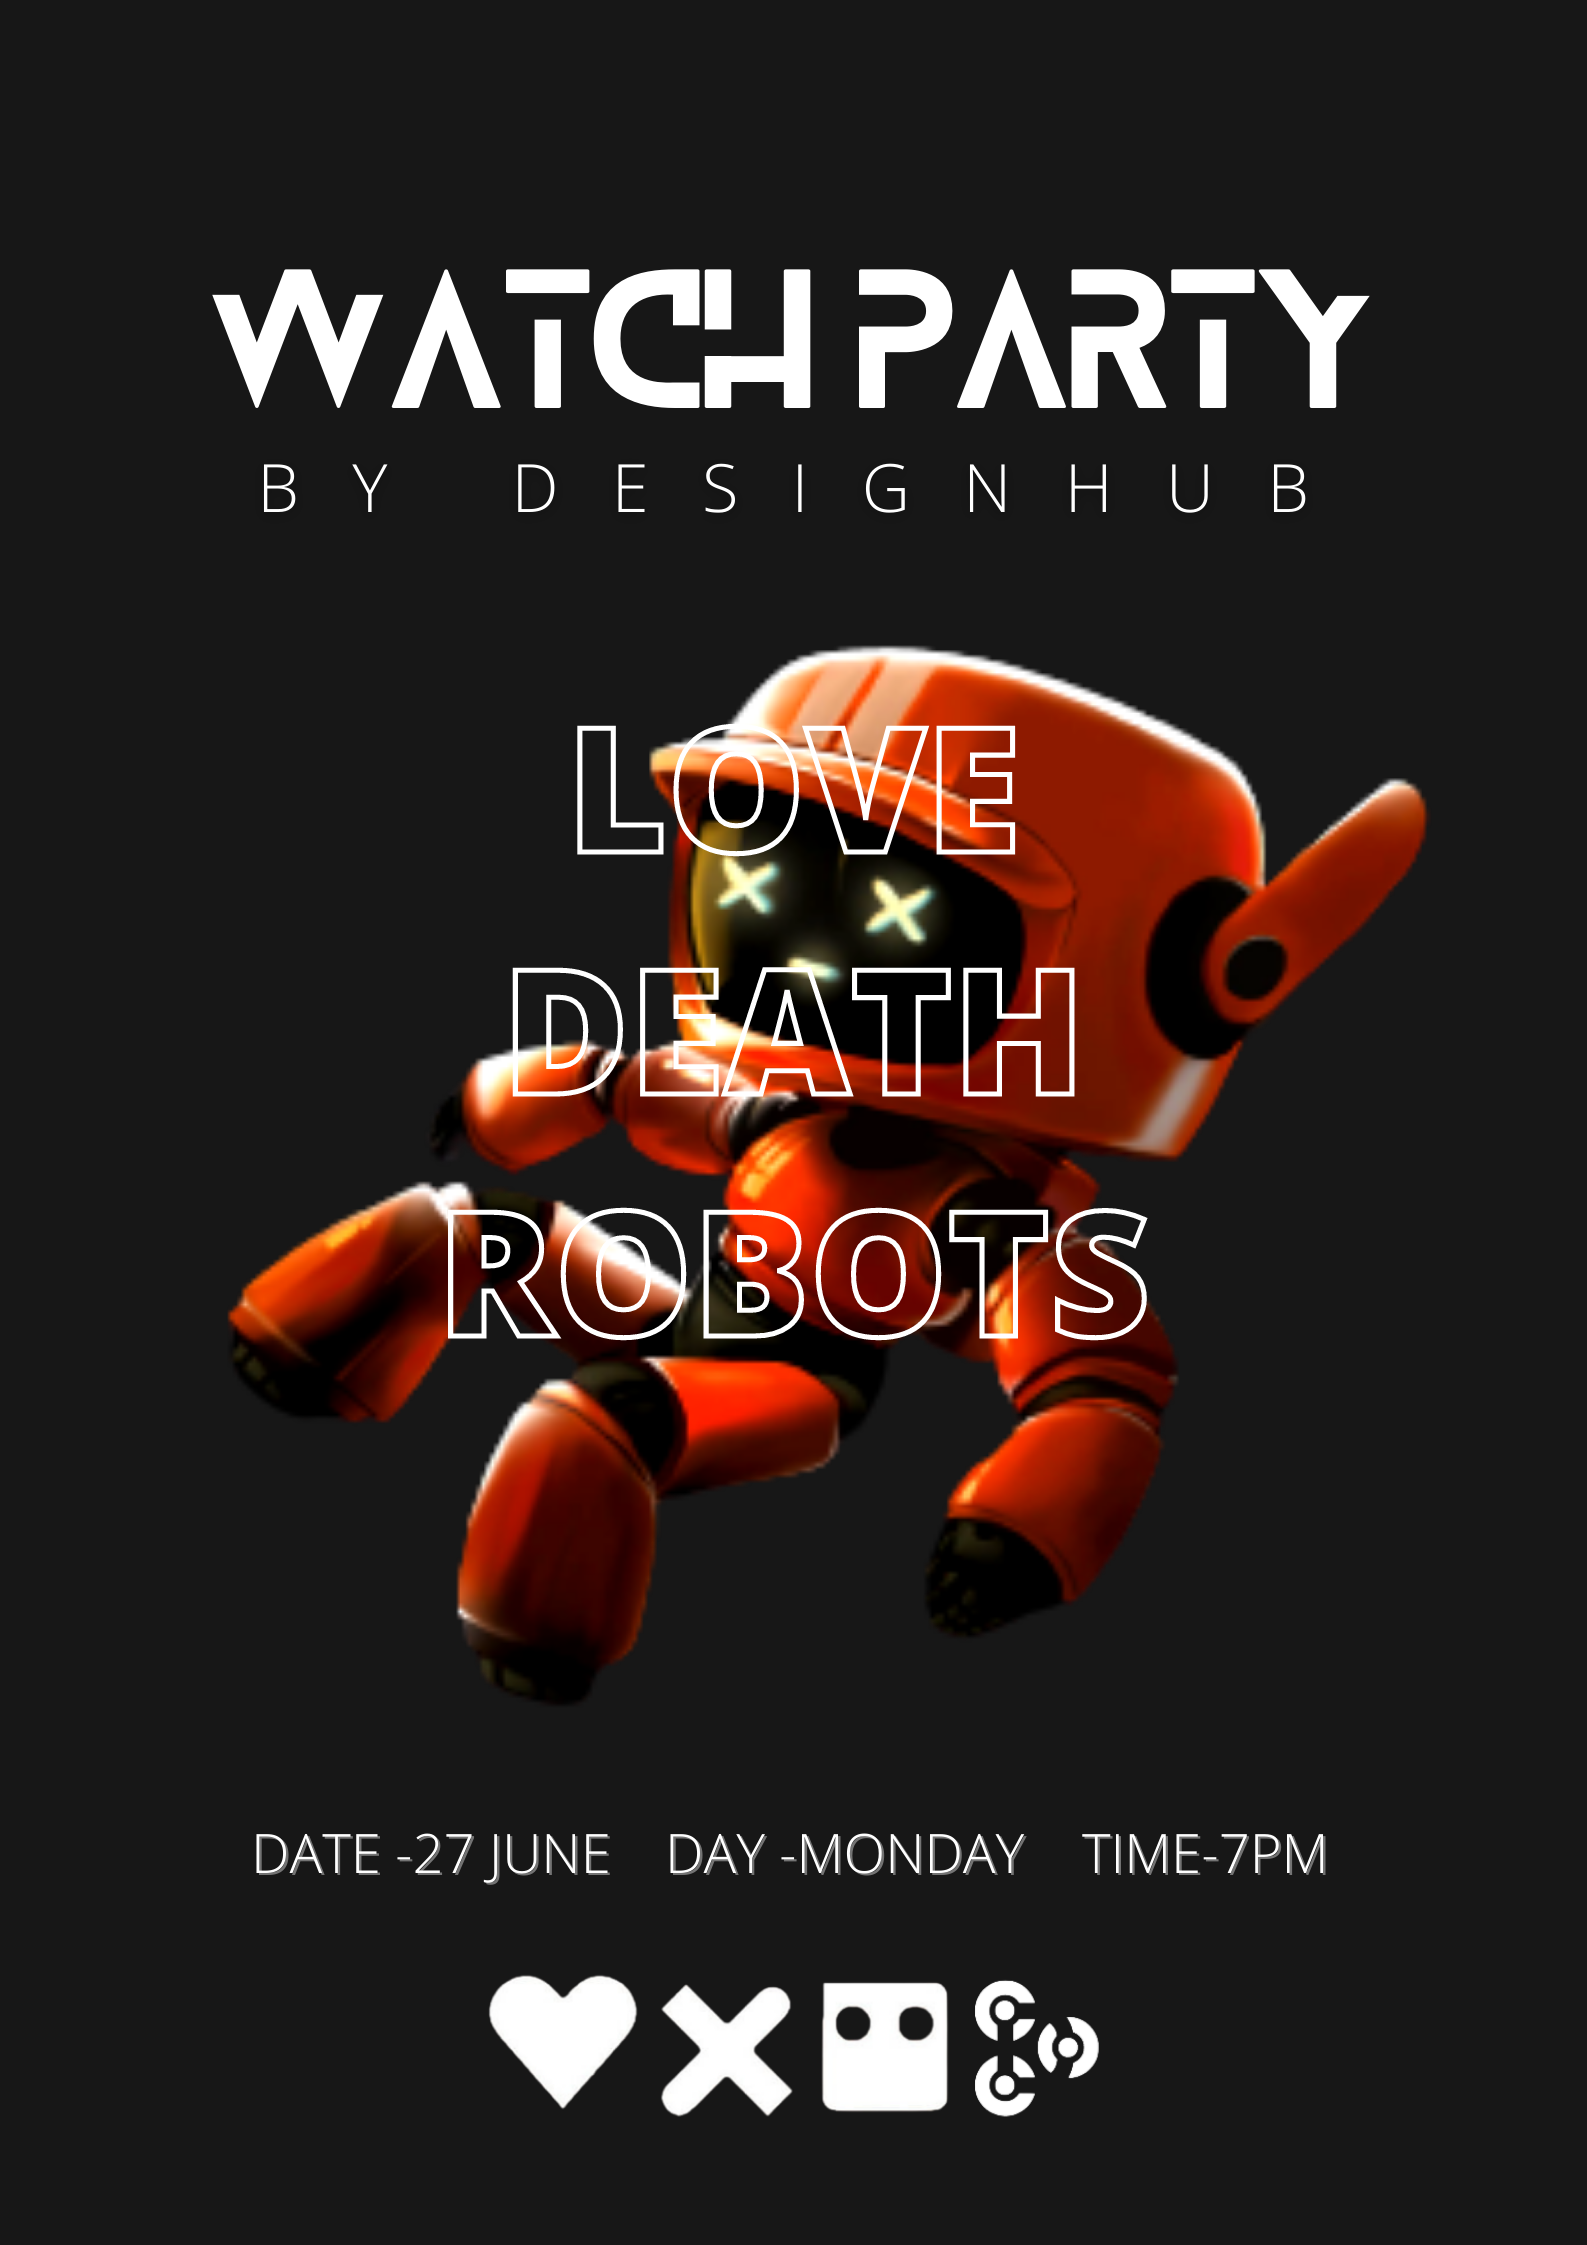 WATCH PARTY
BY DESIGNHUB
LOVE
DEATH
ROBOTS
DATE -27 JUNE DAY -MONDAY TIME-7PM